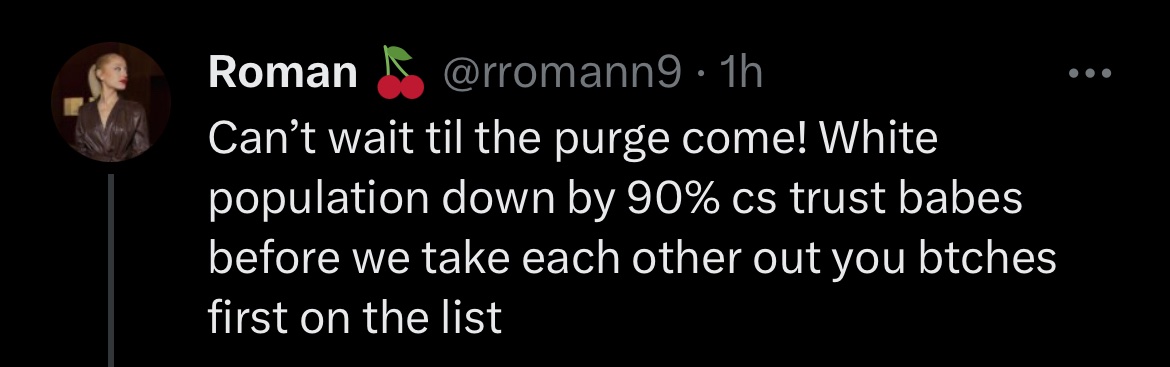 Roman 🍒 @rromann9 · 1h
Can’t wait til the purge come! White
population down by 90% cs trust babes
before we take each other out you btches
first on the list